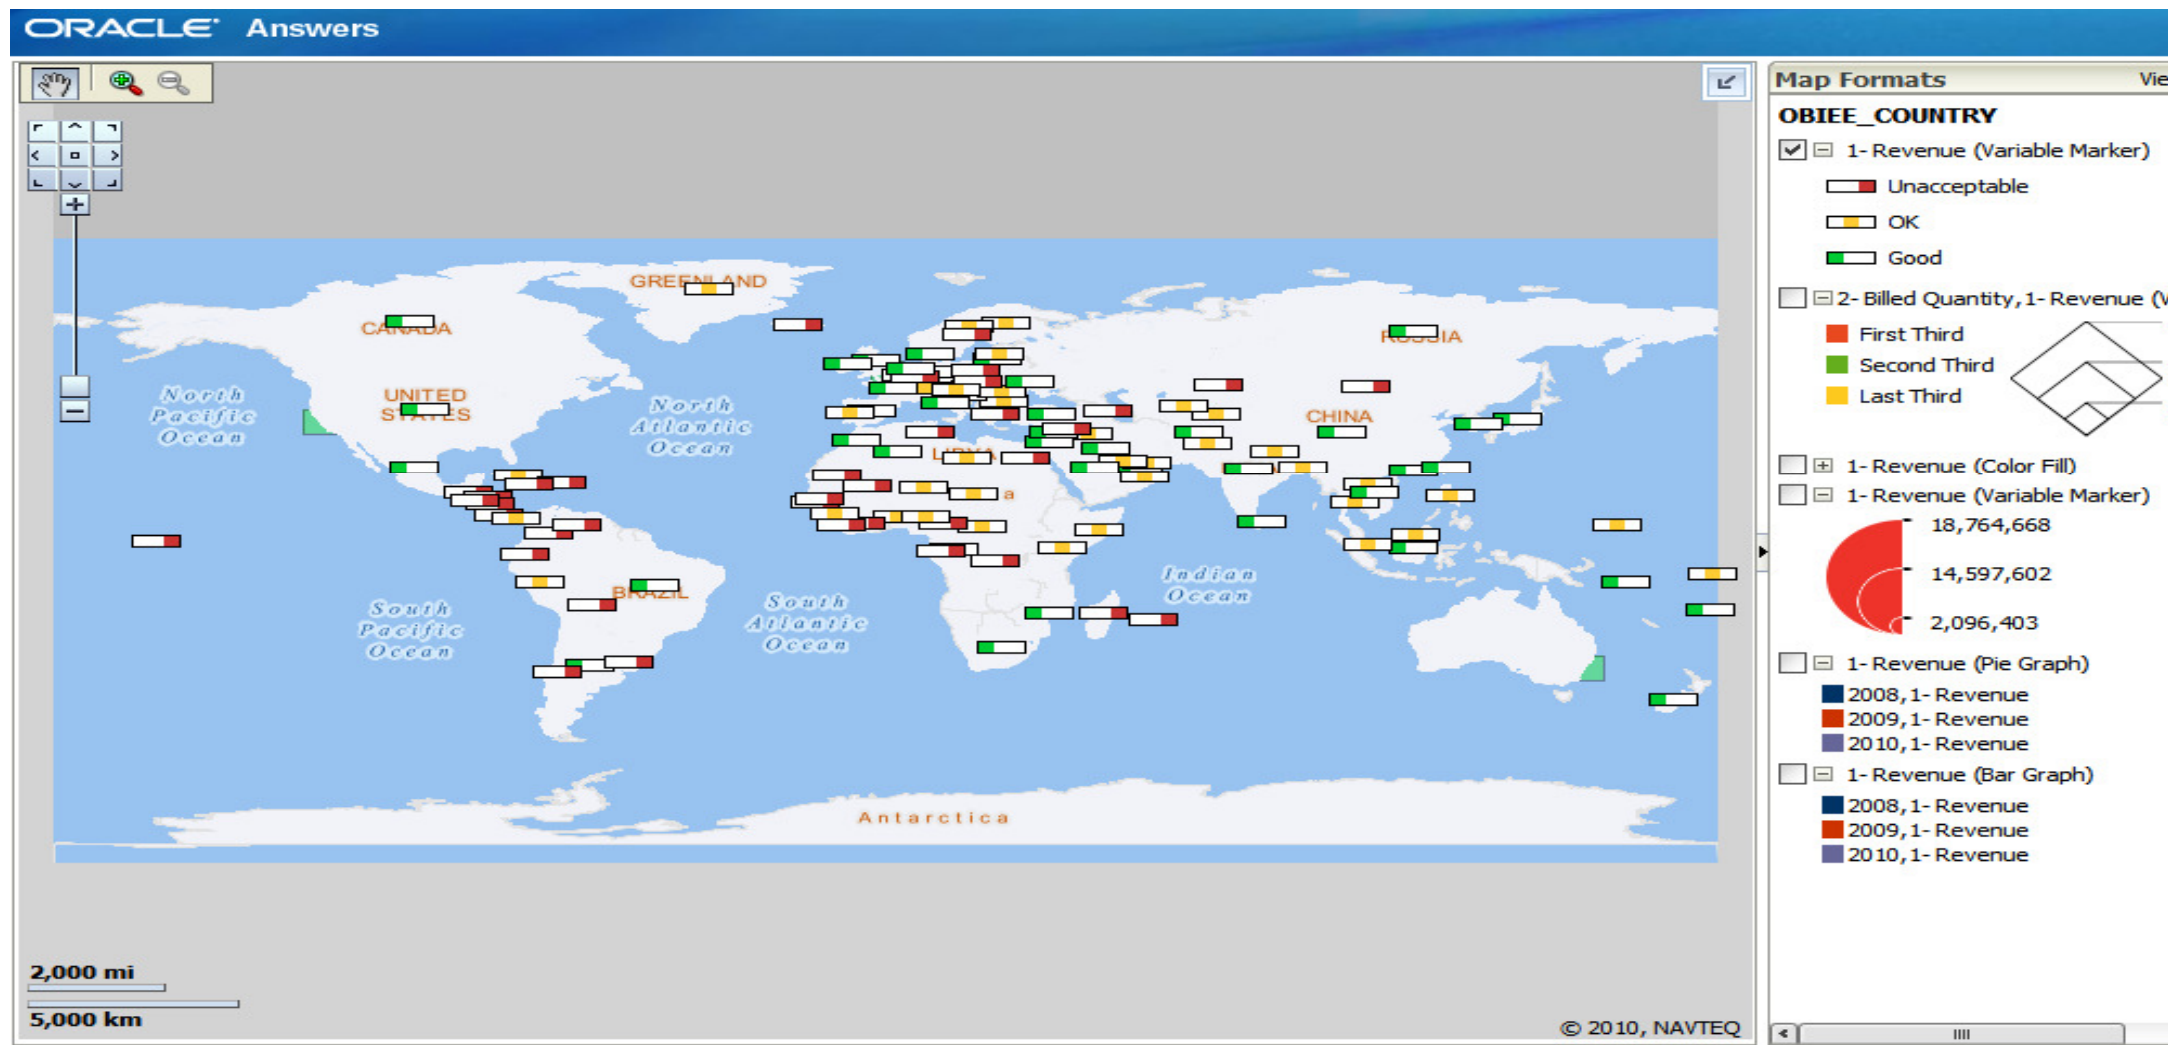 ORACLE Answers
Map Formats
Vie
OBIEE_COUNTRY
1- Revenue (Variable Marker)
Unacceptable
OK
Good
2- Billed Quantity, 1- Revenue (V
First Third
Second Third
Last Third
1- Revenue (Color Fill)
1- Revenue (Variable Marker)
18,764,668
14,597,602
2,096,403
1- Revenue (Pie Graph)
2008, 1- Revenue
2009, 1- Revenue
2010, 1- Revenue
1- Revenue (Bar Graph)
2008, 1- Revenue
2009, 1- Revenue
2010, 1- Revenue
GREENLAND
CANADA
RUSSIA
UNITED
STATES
North
Pacific
Ocean
North
Atlantic
Ocean
CHINA
LIBYA
a
Indian
Ocean
BRAZIL
South
Pacific
Ocean
South
Atlantic
Ocean
Antarctica
2,000 mi
5,000 km
© 2010, NAVTEQ